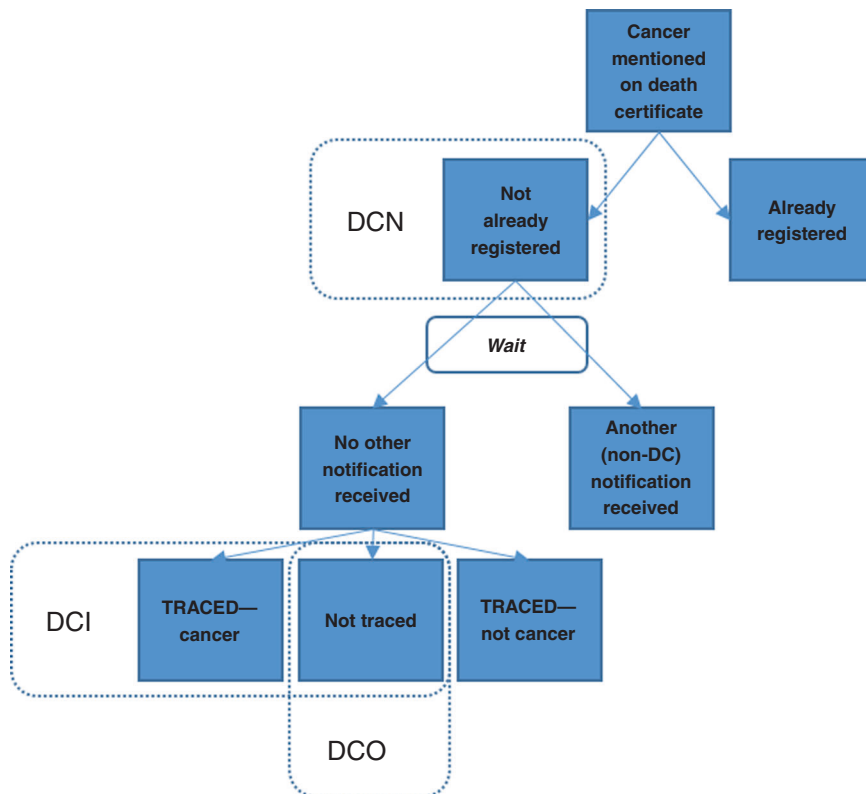 Cancer
mentioned
on death
certificate
DCN
Not
already
registered
Already
registered
Wait
No other
notification
received
Another
(non-DC)
notification
received
DCI
TRACED—
cancer
Not traced
TRACED—
not cancer
DCO